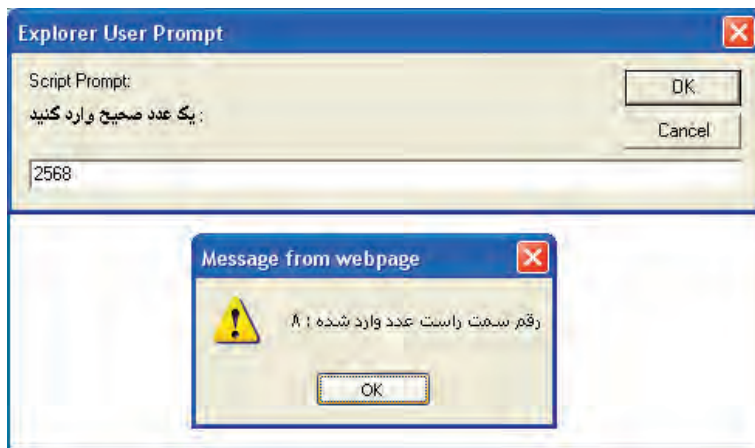 Explorer User Prompt
Script Prompt:
OK
یک عدد صحیح وارد کنید :
Cancel
2568
Message from webpage
رقم سمت راست عدد وارد شده : ۸
OK